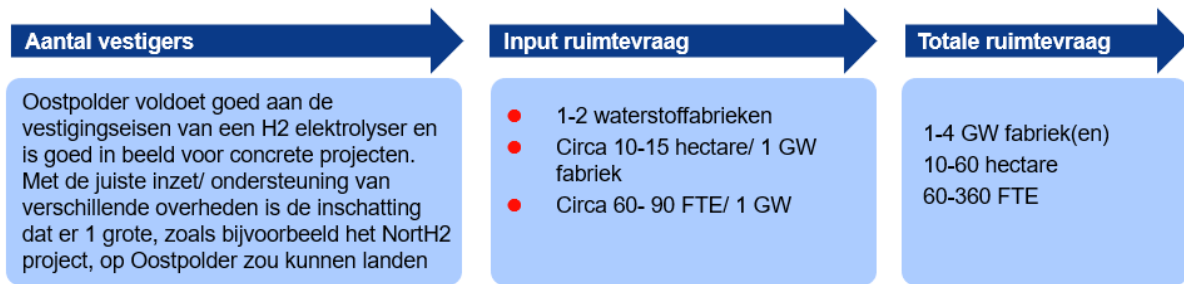 Aantal vestigers
Oostpolder voldoet goed aan de
vestigingseisen van een H2 elektrolyser en
is goed in beeld voor concrete projecten.
Met de juiste inzet/ ondersteuning van
verschillende overheden is de inschatting
dat er 1 grote, zoals bijvoorbeeld het NortH2
project, op Oostpolder zou kunnen landen
Input ruimtevraag
1-2 waterstoffabrieken
Circa 10-15 hectare/ 1 GW
fabriek
Circa 60- 90 FTE/ 1 GW
Totale ruimtevraag
1-4 GW fabriek(en)
10-60 hectare
60-360 FTE